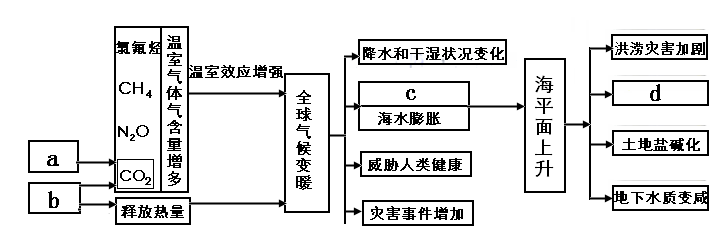 氯氟烃
CH4
N2O
CO2
温室气体气含量增多
a
b
释放热量
温室效应增强
全球气候变暖
降水和干湿状况变化
c
海水膨胀
威胁人类健康
灾害事件增加
海平面上升
洪涝灾害加剧
d
土地盐碱化
地下水质变咸